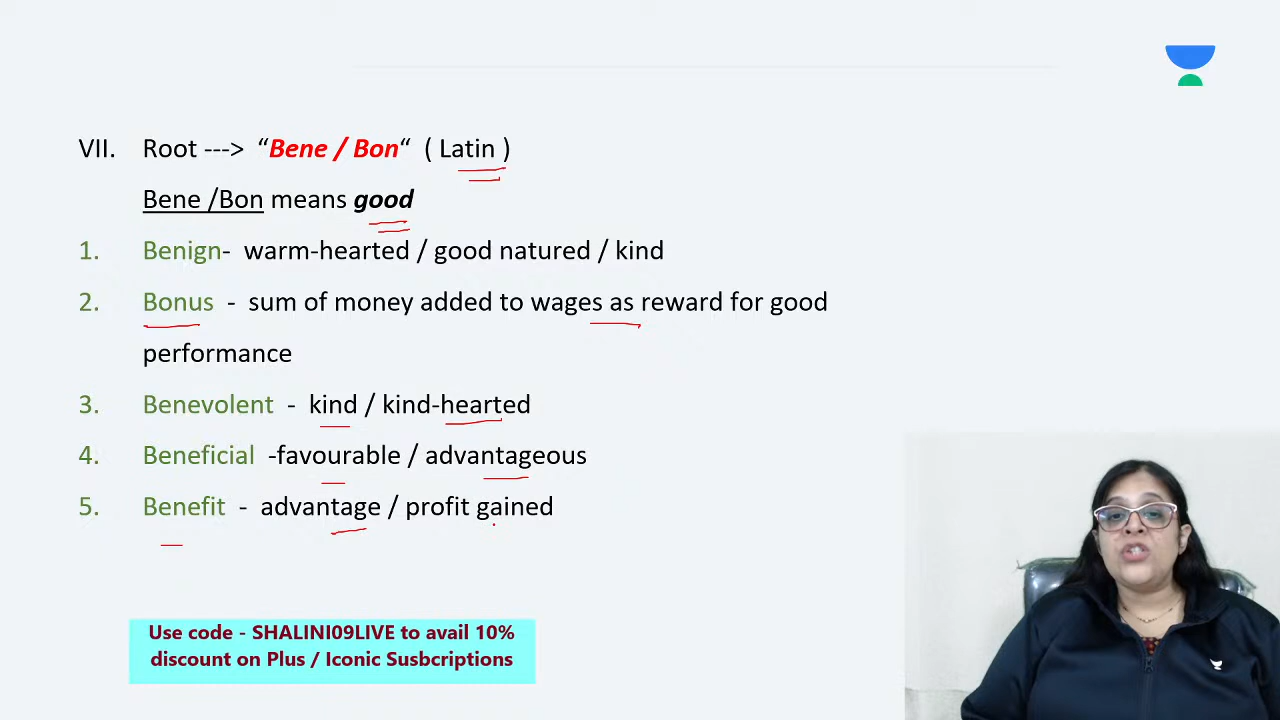 VII. Root ---> “Bene / Bon“ ( Latin )
Bene /Bon means good
1. Benign- warm-hearted / good natured / kind
2. Bonus - sum of money added to wages as reward for good
performance
3. Benevolent - kind / kind-hearted
4. Beneficial -favourable / advantageous
5. Benefit - advantage / profit gained
Use code - SHALINI09LIVE to avail 10%
discount on Plus / Iconic Susbcriptions